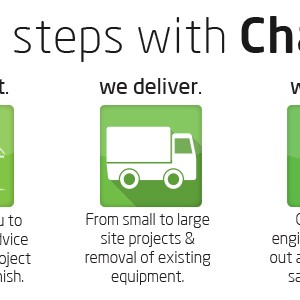 steps with Cha
t. we deliver. w
u to From small to large
dvice site projects & engi
oject removal of existing out a
nish. equipment. sa